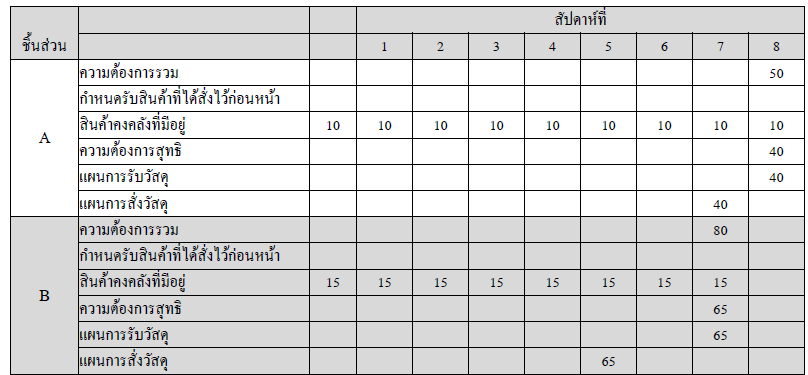 สัปดาห์ที่
ชิ้นส่วน 1 2 3 4 5 6 7 8
ความต้องการรวม 50
กำหนดรับสินค้าที่ได้สั่งไว้ก่อนหน้า
A สินค้าคงคลังที่มีอยู่ 10 10 10 10 10 10 10 10 10
ความต้องการสุทธิ 40
แผนการรับวัสดุ 40
แผนการสั่งวัสดุ 40
ความต้องการรวม 80
กำหนดรับสินค้าที่ได้สั่งไว้ก่อนหน้า
B สินค้าคงคลังที่มีอยู่ 15 15 15 15 15 15 15 15
ความต้องการสุทธิ 65
แผนการรับวัสดุ 65
แผนการสั่งวัสดุ 65